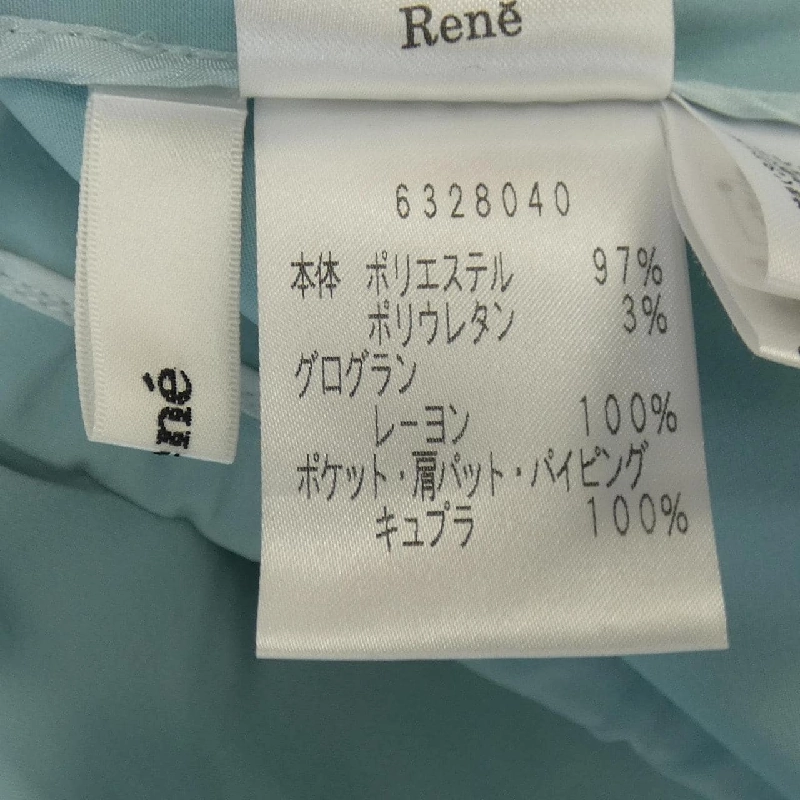 René
6328040
本体 ポリエステル 97%
ポリウレタン 3%
グログラン
レーヨン 100%
ポケット・肩パット・パイピング
キュプラ 100%